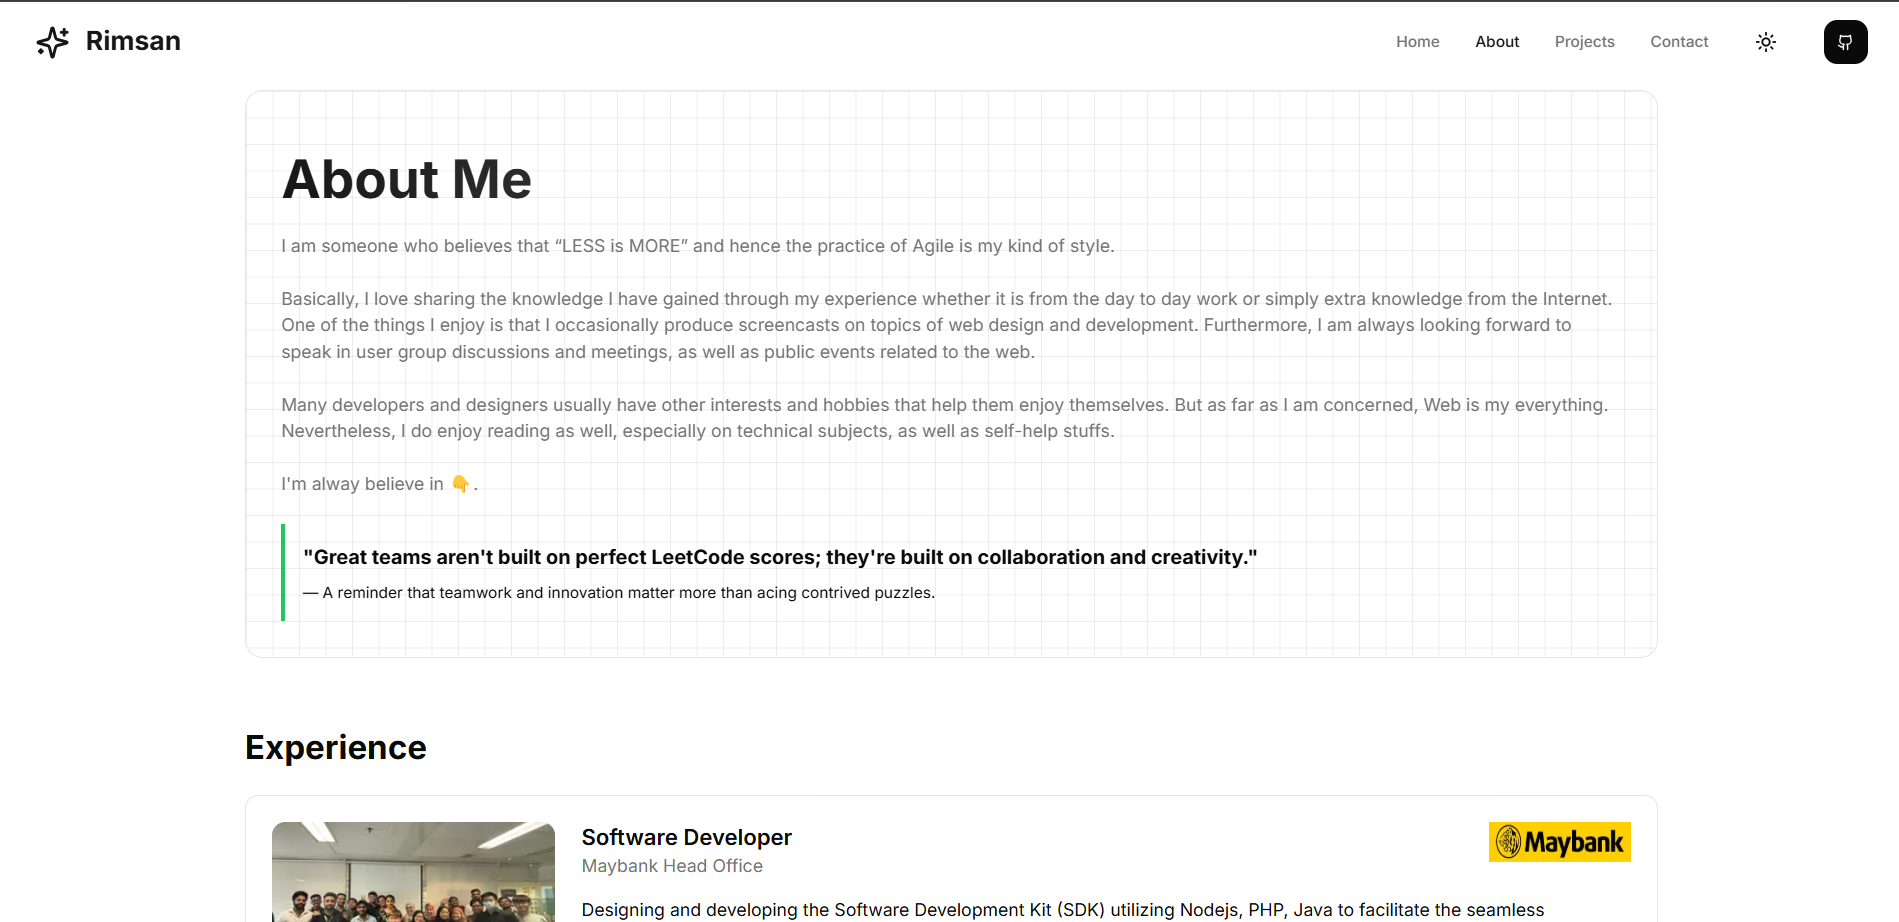 Rimsan
Home About Projects Contact
About Me
I am someone who believes that “LESS is MORE” and hence the practice of Agile is my kind of style.
Basically, I love sharing the knowledge I have gained through my experience whether it is from the day to day work or simply extra knowledge from the Internet.
One of the things I enjoy is that I occasionally produce screencasts on topics of web design and development. Furthermore, I am always looking forward to
speak in user group discussions and meetings, as well as public events related to the web.
Many developers and designers usually have other interests and hobbies that help them enjoy themselves. But as far as I am concerned, Web is my everything.
Nevertheless, I do enjoy reading as well, especially on technical subjects, as well as self-help stuffs.
I'm alway believe in 👇 .
"Great teams aren't built on perfect LeetCode scores; they're built on collaboration and creativity."
— A reminder that teamwork and innovation matter more than acing contrived puzzles.
Experience
Software Developer
Maybank
Maybank Head Office
Designing and developing the Software Development Kit (SDK) utilizing Nodejs, PHP, Java to facilitate the seamless